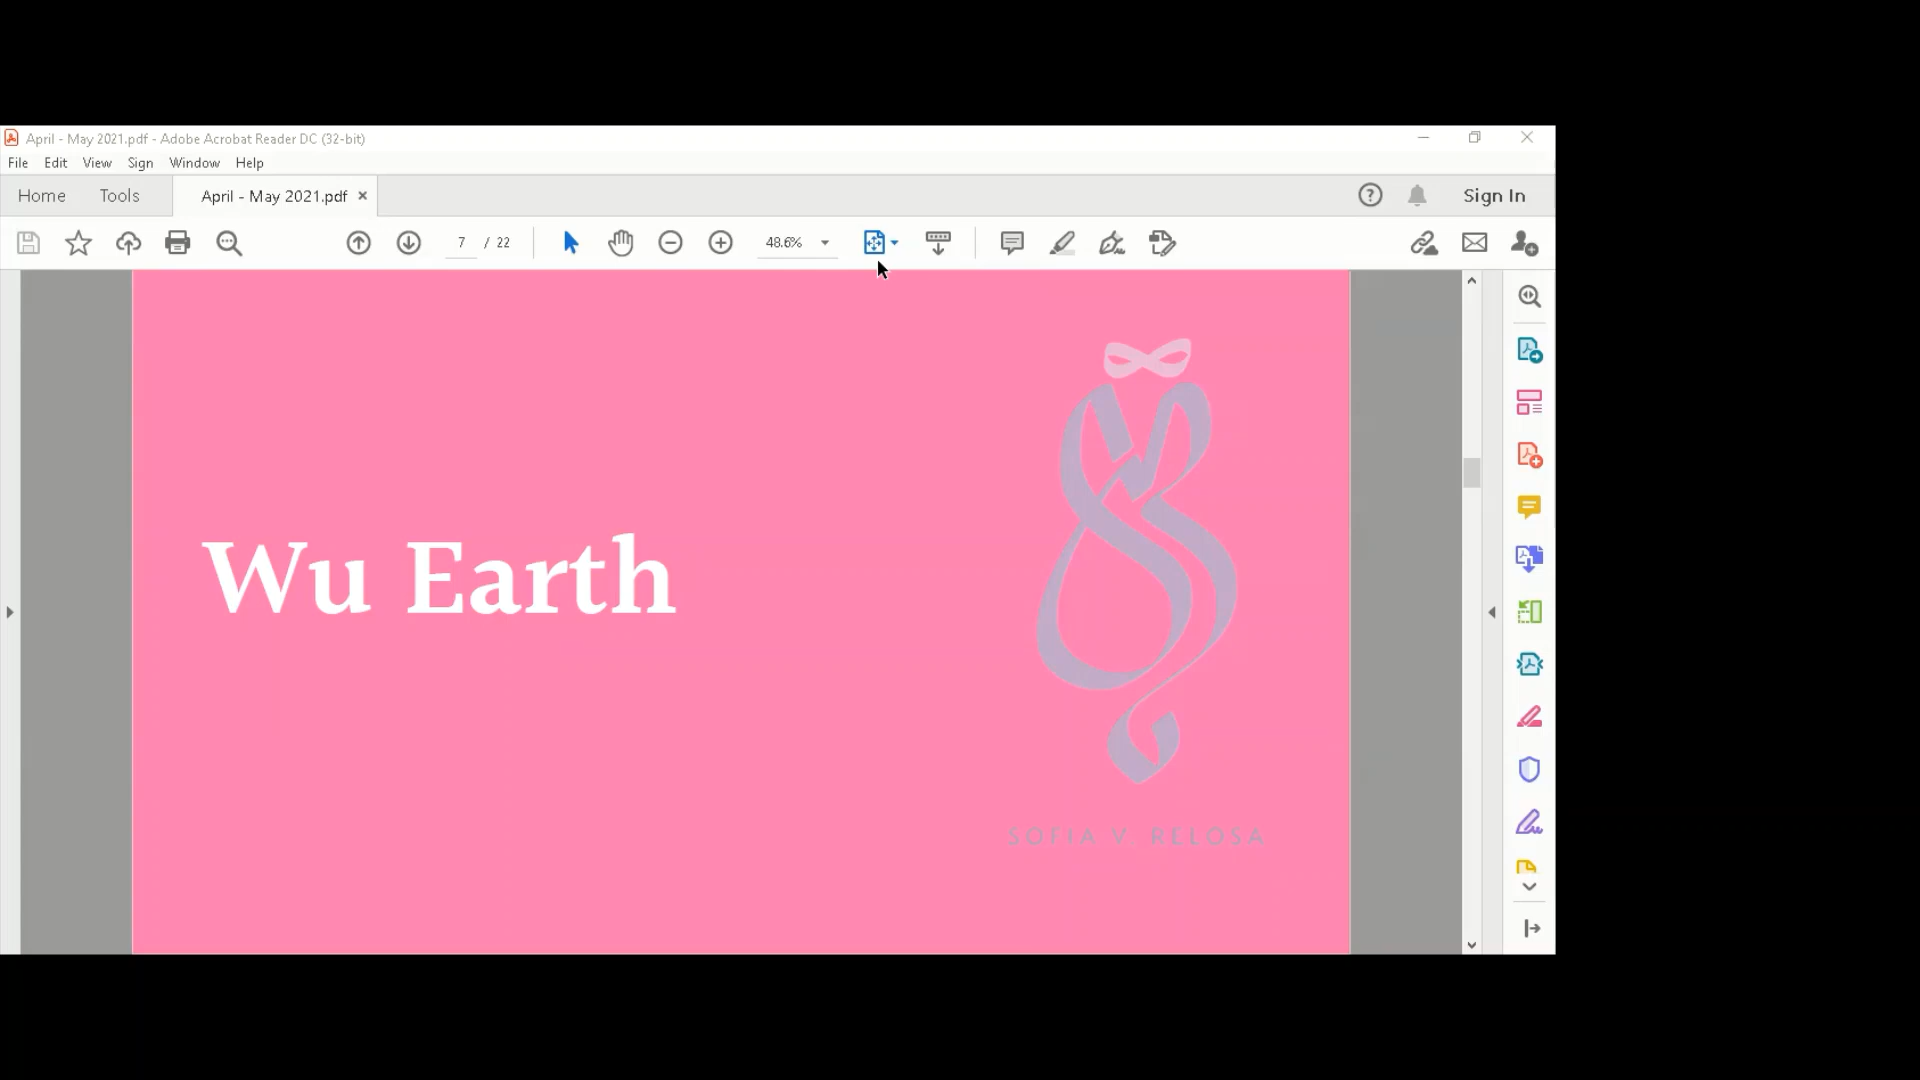 April - May 2021.pdf - Adobe Acrobat Reader DC (32-bit)
File Edit View Sign Window Help
Home Tools April - May 2021.pdf × Sign In
7 / 22 48.6%
Wu Earth
SOFIA V. RELOSA